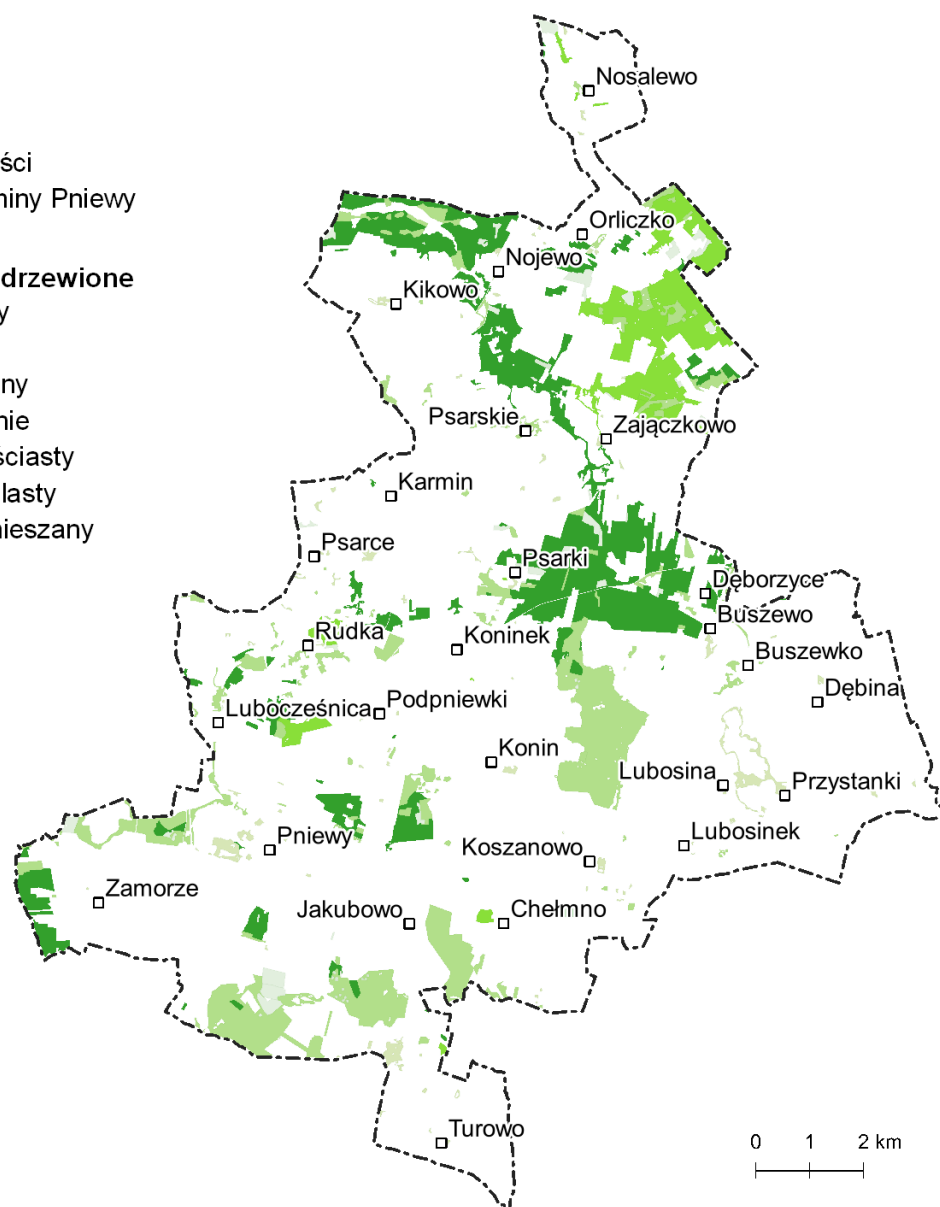 ści
miny Pniewy
drzewione
y
ny
nie
ściasty
lasty
mieszany
Nosalewo
Orliczko
Nojewo
Kikowo
Psarskie
Zajączkowo
Karmin
Psarce
Psarki
Dęborzyce
Buszewo
Rudka
Koninek
Buszewko
Dębina
Lubocześnica
Podpniewki
Konin
Lubosina
Przystanki
Pniewy
Koszanowo
Lubosinek
Zamorze
Jakubowo
Chełmno
Turowo
0 1 2 km